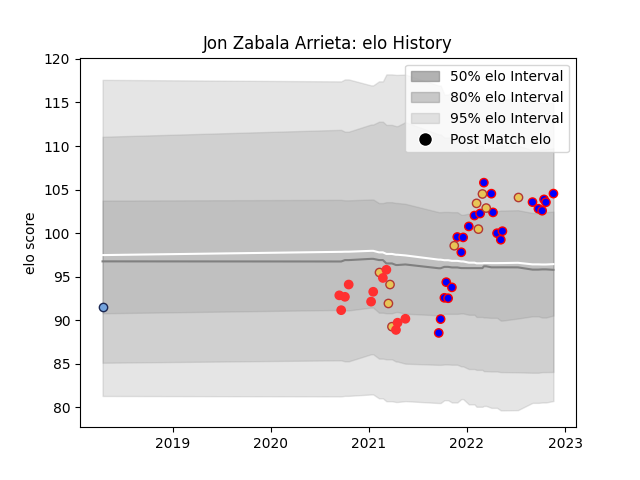 Jon Zabala Arrieta: elo History
120
115
110
105
100
95
90
85
80
elo score
50% elo Interval
80% elo Interval
95% elo Interval
Post Match elo
2019
2020
2021
2022
2023